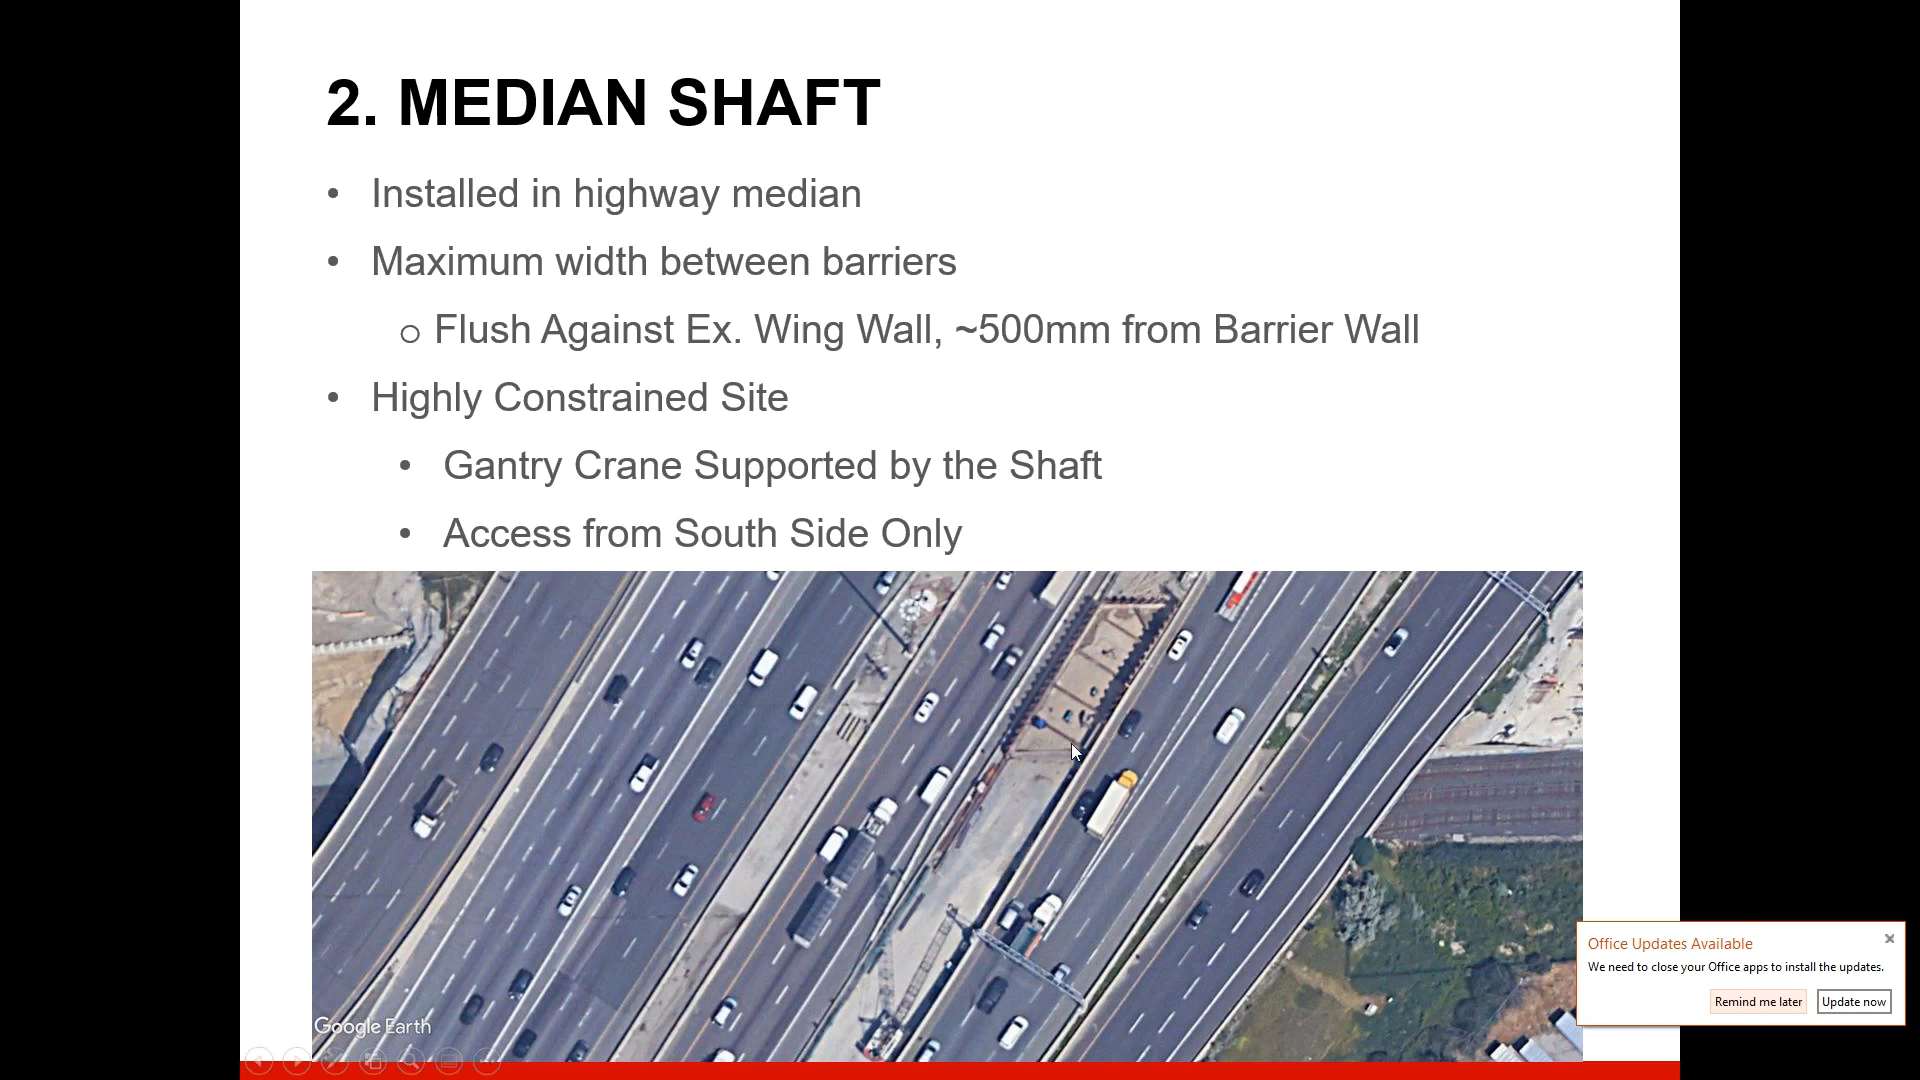 2. MEDIAN SHAFT
• Installed in highway median
• Maximum width between barriers
o Flush Against Ex. Wing Wall, ~500mm from Barrier Wall
• Highly Constrained Site
• Gantry Crane Supported by the Shaft
• Access from South Side Only
Office Updates Available
We need to close your Office apps to install the updates.
Remind me later Update now
Google Earth